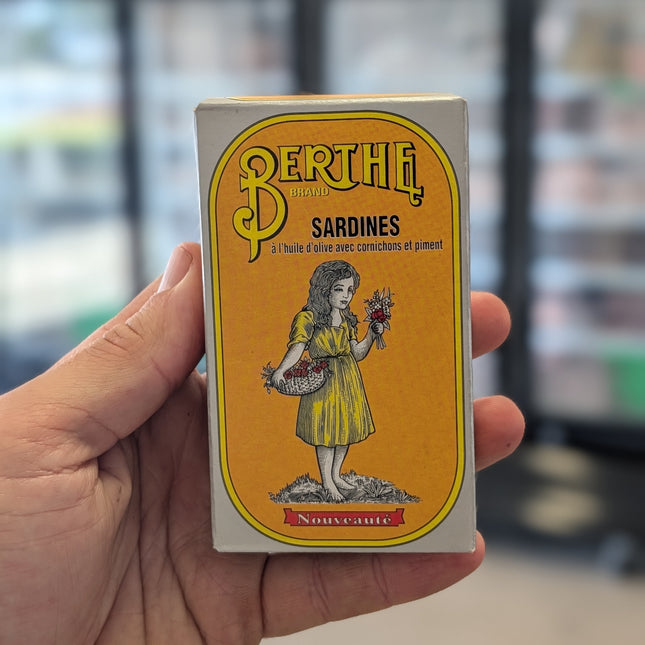 BERTHE
BRAND
SARDINES
à l'huile d'olive avec cornichons et piment
Nouveauté